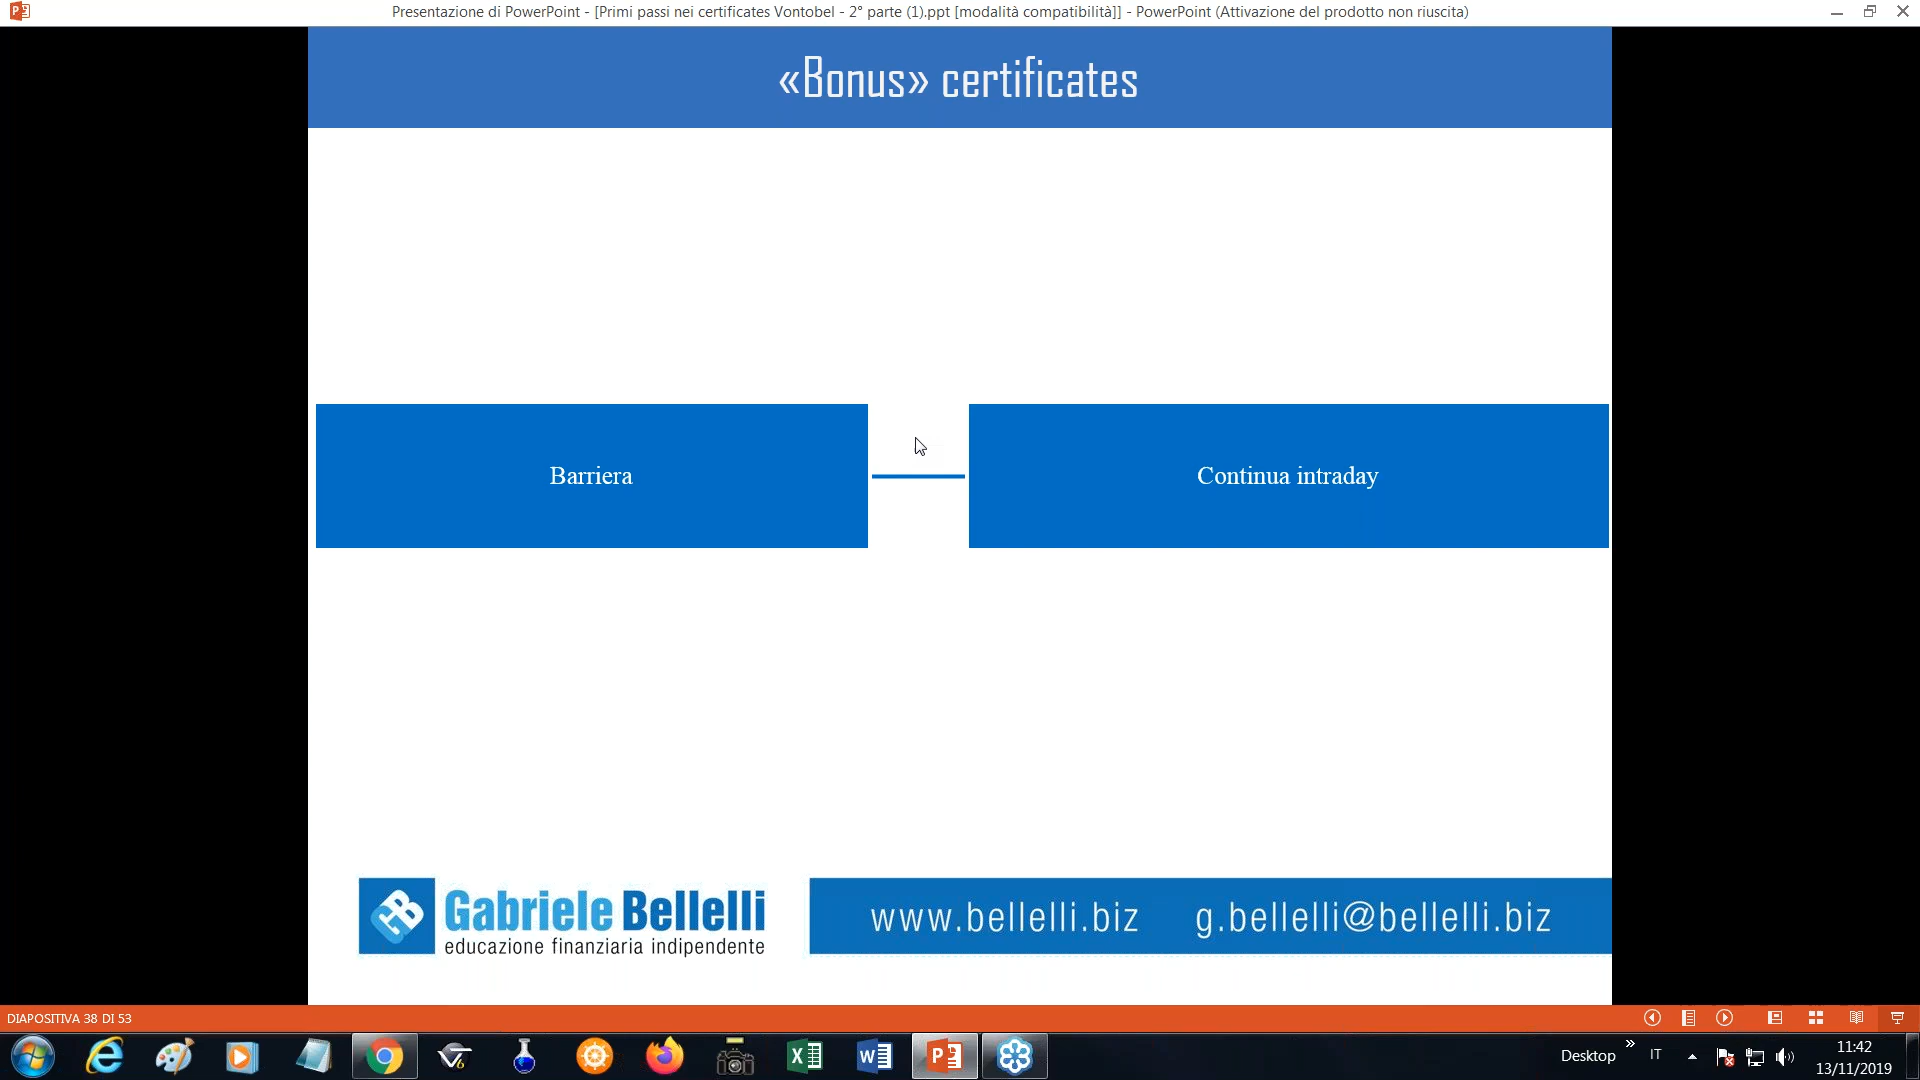 Presentazione di PowerPoint - [Primi passi nei certificates Vontobel - 2° parte (1).ppt [modalità compatibilità]] - PowerPoint (Attivazione del prodotto non riuscita)
«Bonus» certificates
Barriera
Continua intraday
Gabriele Bellelli
educazione finanziaria indipendente
www.bellelli.biz g.bellelli@bellelli.biz
DIAPOSITIVA 38 DI 53
Desktop » IT
11:42
13/11/2019